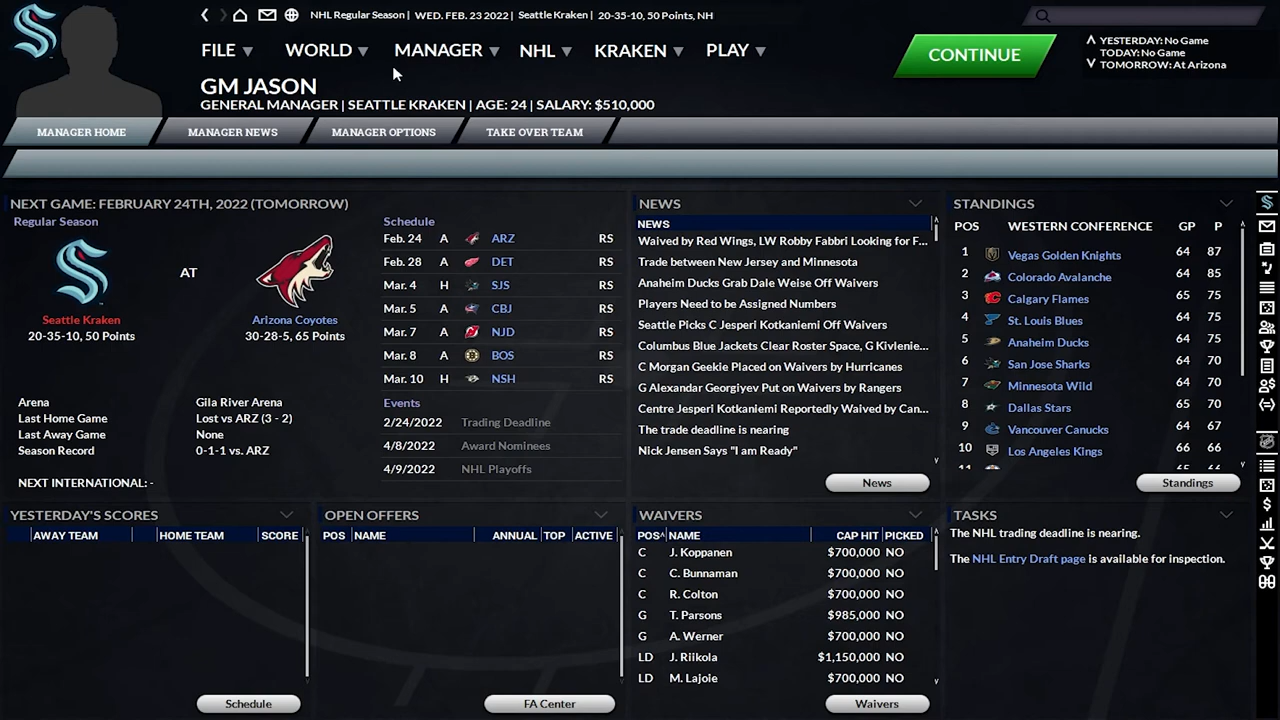 NHL Regular Season | WED. FEB. 23 2022 | Seattle Kraken | 20-35-10, 50 Points, NH
FILE WORLD MANAGER NHL KRAKEN PLAY
CONTINUE
YESTERDAY: No Game
TODAY: No Game
TOMORROW: At Arizona
GM JASON
GENERAL MANAGER | SEATTLE KRAKEN | AGE: 24 | SALARY: $510,000
MANAGER HOME MANAGER NEWS MANAGER OPTIONS TAKE OVER TEAM
NEXT GAME: FEBRUARY 24TH, 2022 (TOMORROW)
Regular Season
AT
Seattle Kraken
20-35-10, 50 Points
Arizona Coyotes
30-28-5, 65 Points
Arena Gila River Arena
Last Home Game Lost vs ARZ (3 - 2)
Last Away Game None
Season Record 0-1-1 vs. ARZ
NEXT INTERNATIONAL: -
Schedule
Feb. 24 A ARZ RS
Feb. 28 A DET RS
Mar. 4 H SJS RS
Mar. 5 A CBJ RS
Mar. 7 A NJD RS
Mar. 8 A BOS RS
Mar. 10 H NSH RS
Events
2/24/2022 Trading Deadline
4/8/2022 Award Nominees
4/9/2022 NHL Playoffs
NEWS
NEWS
Waived by Red Wings, LW Robby Fabbri Looking for F...
Trade between New Jersey and Minnesota
Anaheim Ducks Grab Dale Weise Off Waivers
Players Need to be Assigned Numbers
Seattle Picks C Jesperi Kotkaniemi Off Waivers
Columbus Blue Jackets Clear Roster Space, G Kivlenie...
C Morgan Geekie Placed on Waivers by Hurricanes
G Alexandar Georgiyev Put on Waivers by Rangers
Centre Jesperi Kotkaniemi Reportedly Waived by Can...
The trade deadline is nearing
Nick Jensen Says "I am Ready"
News
STANDINGS
POS WESTERN CONFERENCE GP P
1 Vegas Golden Knights 64 87
2 Colorado Avalanche 64 85
3 Calgary Flames 65 75
4 St. Louis Blues 64 75
5 Anaheim Ducks 64 75
6 San Jose Sharks 64 70
7 Minnesota Wild 64 70
8 Dallas Stars 65 70
9 Vancouver Canucks 64 67
10 Los Angeles Kings 66 66
Standings
YESTERDAY'S SCORES
AWAY TEAM HOME TEAM SCORE
Schedule
OPEN OFFERS
POS NAME ANNUAL TOP ACTIVE
FA Center
WAIVERS
POS NAME CAP HIT PICKED
C J. Koppanen $700,000 NO
C C. Bunnaman $700,000 NO
C R. Colton $700,000 NO
G T. Parsons $985,000 NO
G A. Werner $700,000 NO
LD J. Riikola $1,150,000 NO
LD M. Lajoie $700,000 NO
Waivers
TASKS
The NHL trading deadline is nearing.
The NHL Entry Draft page is available for inspection.